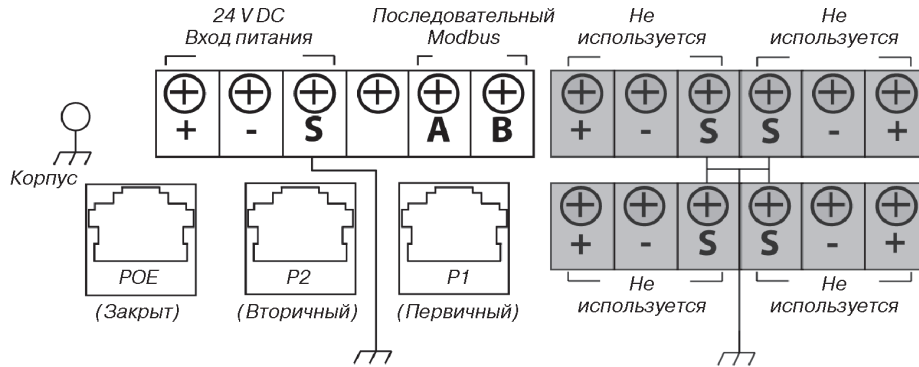 24 V DC
Вход питания
Последовательный
Modbus
Не
используется
Не
используется
+ - S A B
+ - S S - +
Корпус
POE
P2
P1
+ - S S - +
(Закрыт)
(Вторичный)
(Первичный)
Не
используется
Не
используется